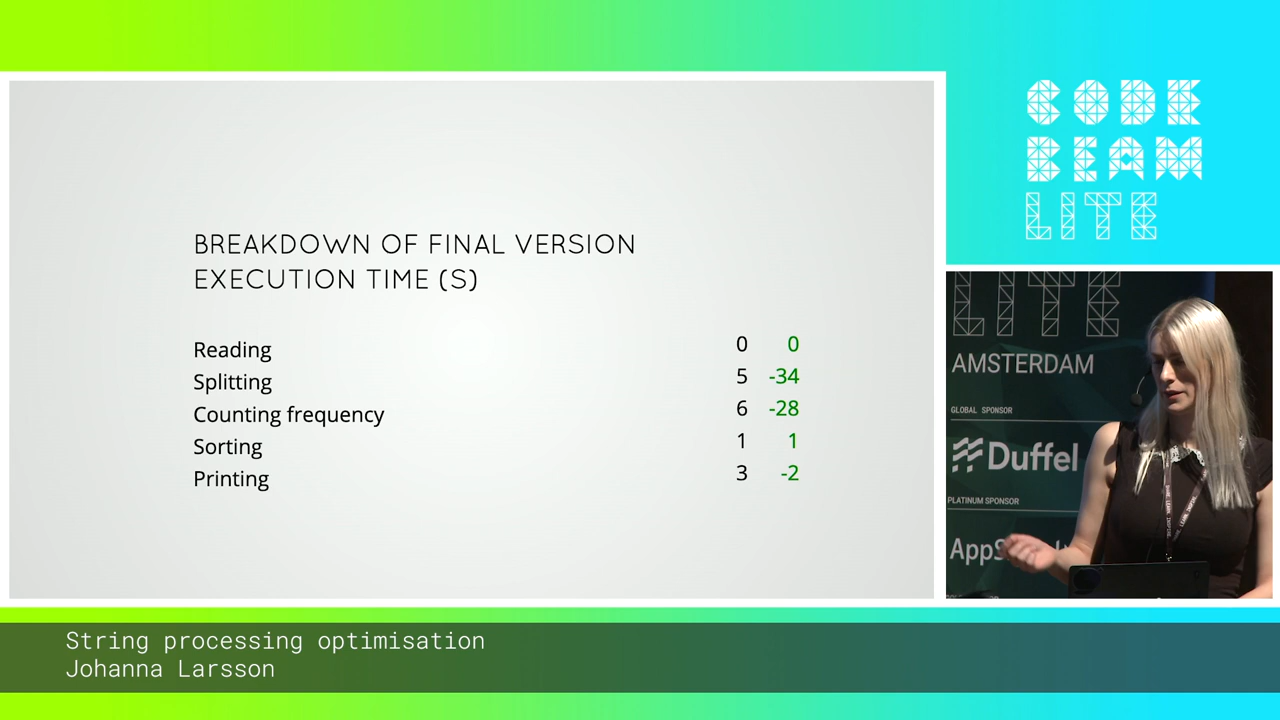 CODE
BEAM
LITE
BREAKDOWN OF FINAL VERSION
EXECUTION TIME (S)
Reading 0 0
Splitting 5 -34
Counting frequency 6 -28
Sorting 1 1
Printing 3 -2
LITE
AMSTERDAM
GLOBAL SPONSOR
Duffel
PLATINUM SPONSOR
String processing optimisation
Johanna Larsson